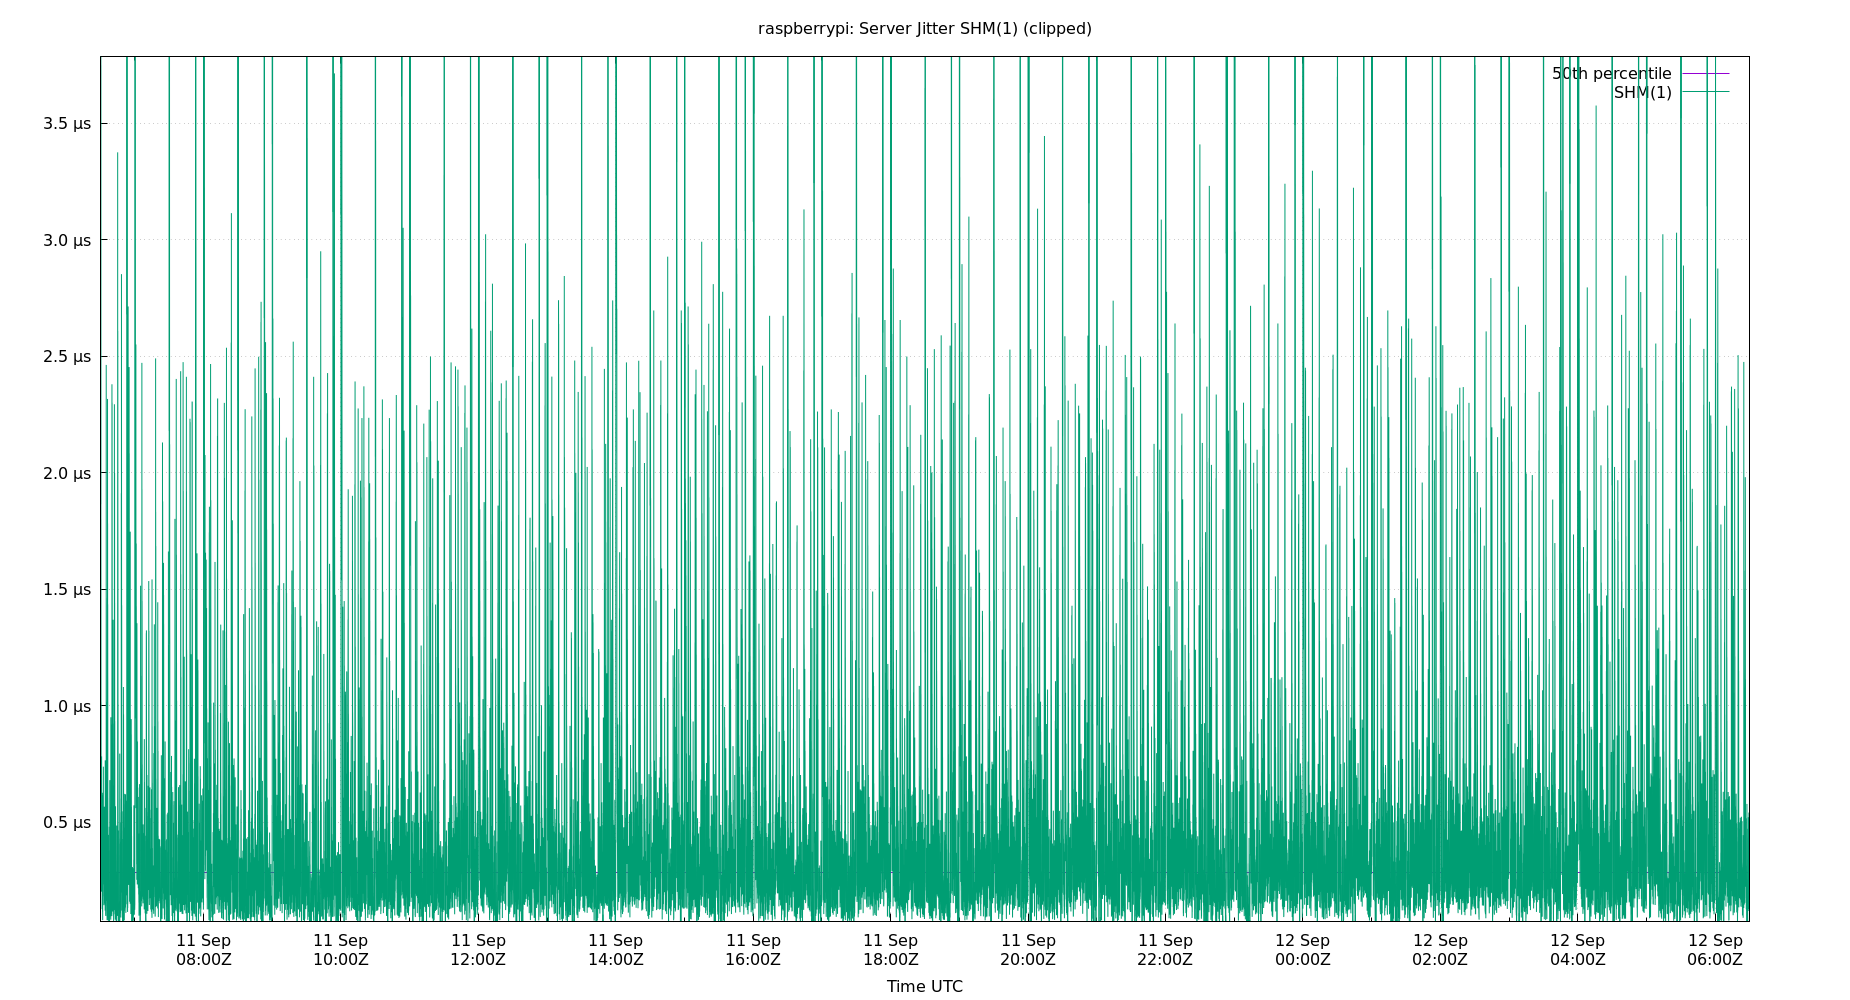 raspberrypi: Server Jitter SHM(1) (clipped)
50th percentile
SHM(1)
3.5 μs
3.0 μs
2.5 μs
2.0 μs
1.5 μs
1.0 μs
0.5 μs
11 Sep 11 Sep 11 Sep 11 Sep 11 Sep 11 Sep 11 Sep 11 Sep 12 Sep 12 Sep 12 Sep 12 Sep
08:00Z 10:00Z 12:00Z 14:00Z 16:00Z 18:00Z 20:00Z 22:00Z 00:00Z 02:00Z 04:00Z 06:00Z
Time UTC